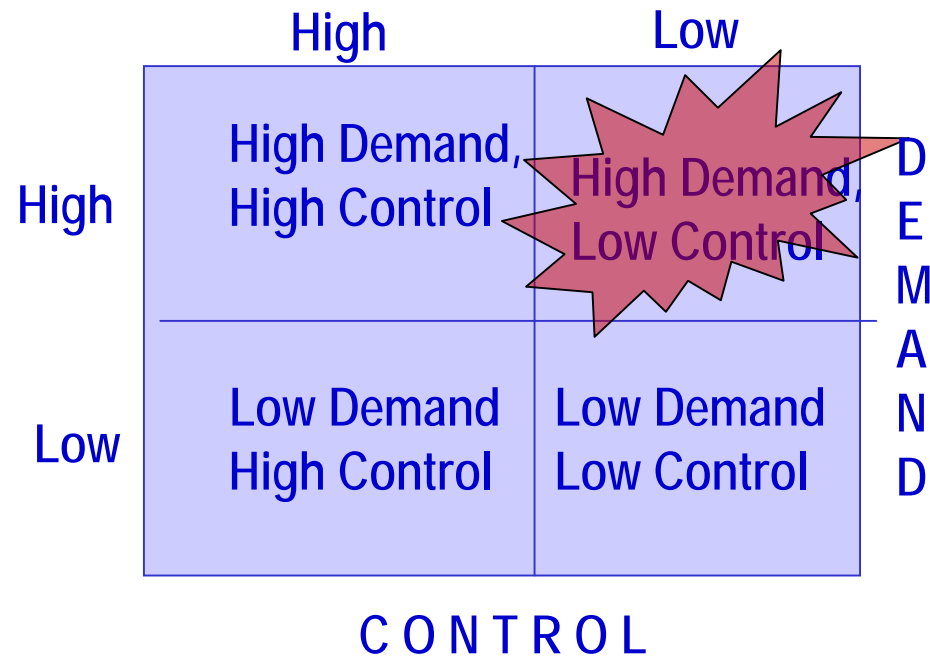 High Low
High Demand, High Demand,
High Control Low Control
High
Low Demand Low Demand
High Control Low Control
Low
D
E
M
A
N
D
CONTROL